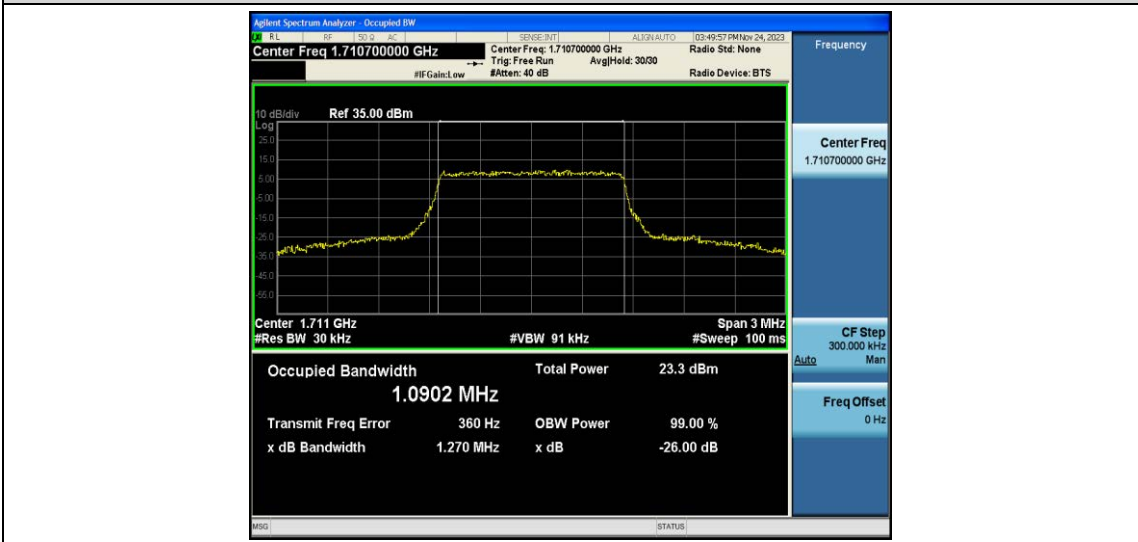 Agilent Spectrum Analyzer - Occupied BW
RL RF 50 Ω AC SENSE:INT ALIGN AUTO 03:49:57 PM Nov 24, 2023
Center Freq 1.710700000 GHz
Center Freq: 1.710700000 GHz
Radio Std: None
Trig: Free Run Avg|Hold: 30/30
#IFGain:Low #Atten: 40 dB Radio Device: BTS
Frequency
10 dB/div Ref 35.00 dBm
Log
25.0
15.0
5.00
-5.00
-15.0
-25.0
-35.0
-45.0
-55.0
Center 1.711 GHz Span 3 MHz
#Res BW 30 kHz #VBW 91 kHz #Sweep 100 ms
Center Freq
1.710700000 GHz
CF Step
300.000 kHz
Auto Man
Freq Offset
0 Hz
Occupied Bandwidth Total Power 23.3 dBm
1.0902 MHz
Transmit Freq Error 360 Hz OBW Power 99.00 %
x dB Bandwidth 1.270 MHz x dB -26.00 dB
MSG STATUS